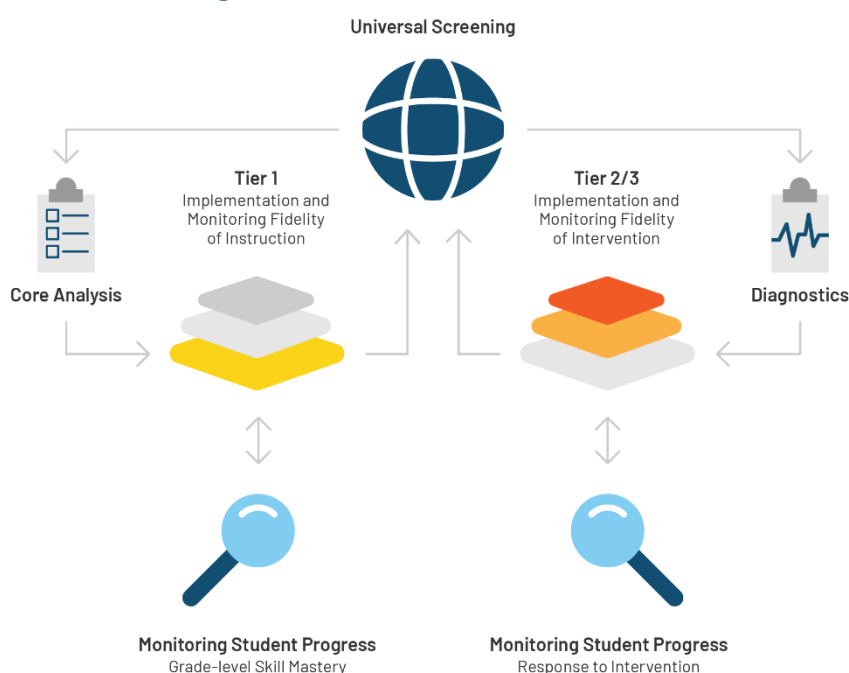 Universal Screening
Tier 1
Implementation and
Monitoring Fidelity
of Instruction
Tier 2/3
Implementation and
Monitoring Fidelity
of Intervention
Core Analysis
Diagnostics
Monitoring Student Progress
Grade-level Skill Mastery
Monitoring Student Progress
Response to Intervention